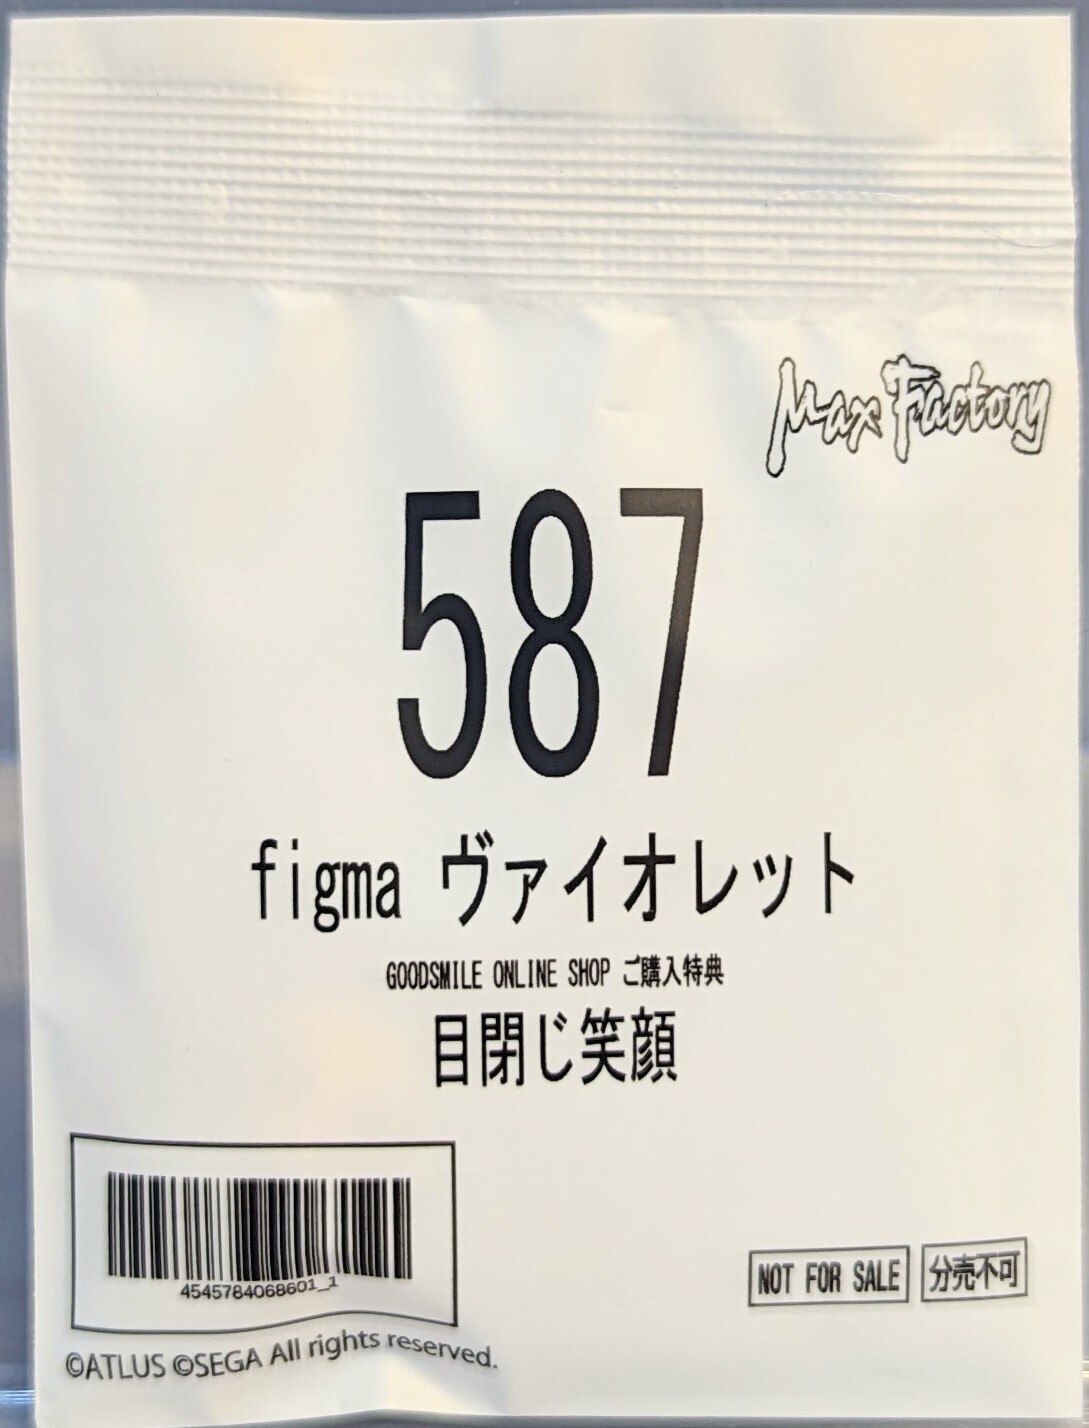 Max Factory
587
figma ヴァイオレット
GOODSMILE ONLINE SHOP ご購入特典
目閉じ笑顔
4545784068601_1
NOT FOR SALE 分売不可
©ATLUS ©SEGA All rights reserved.